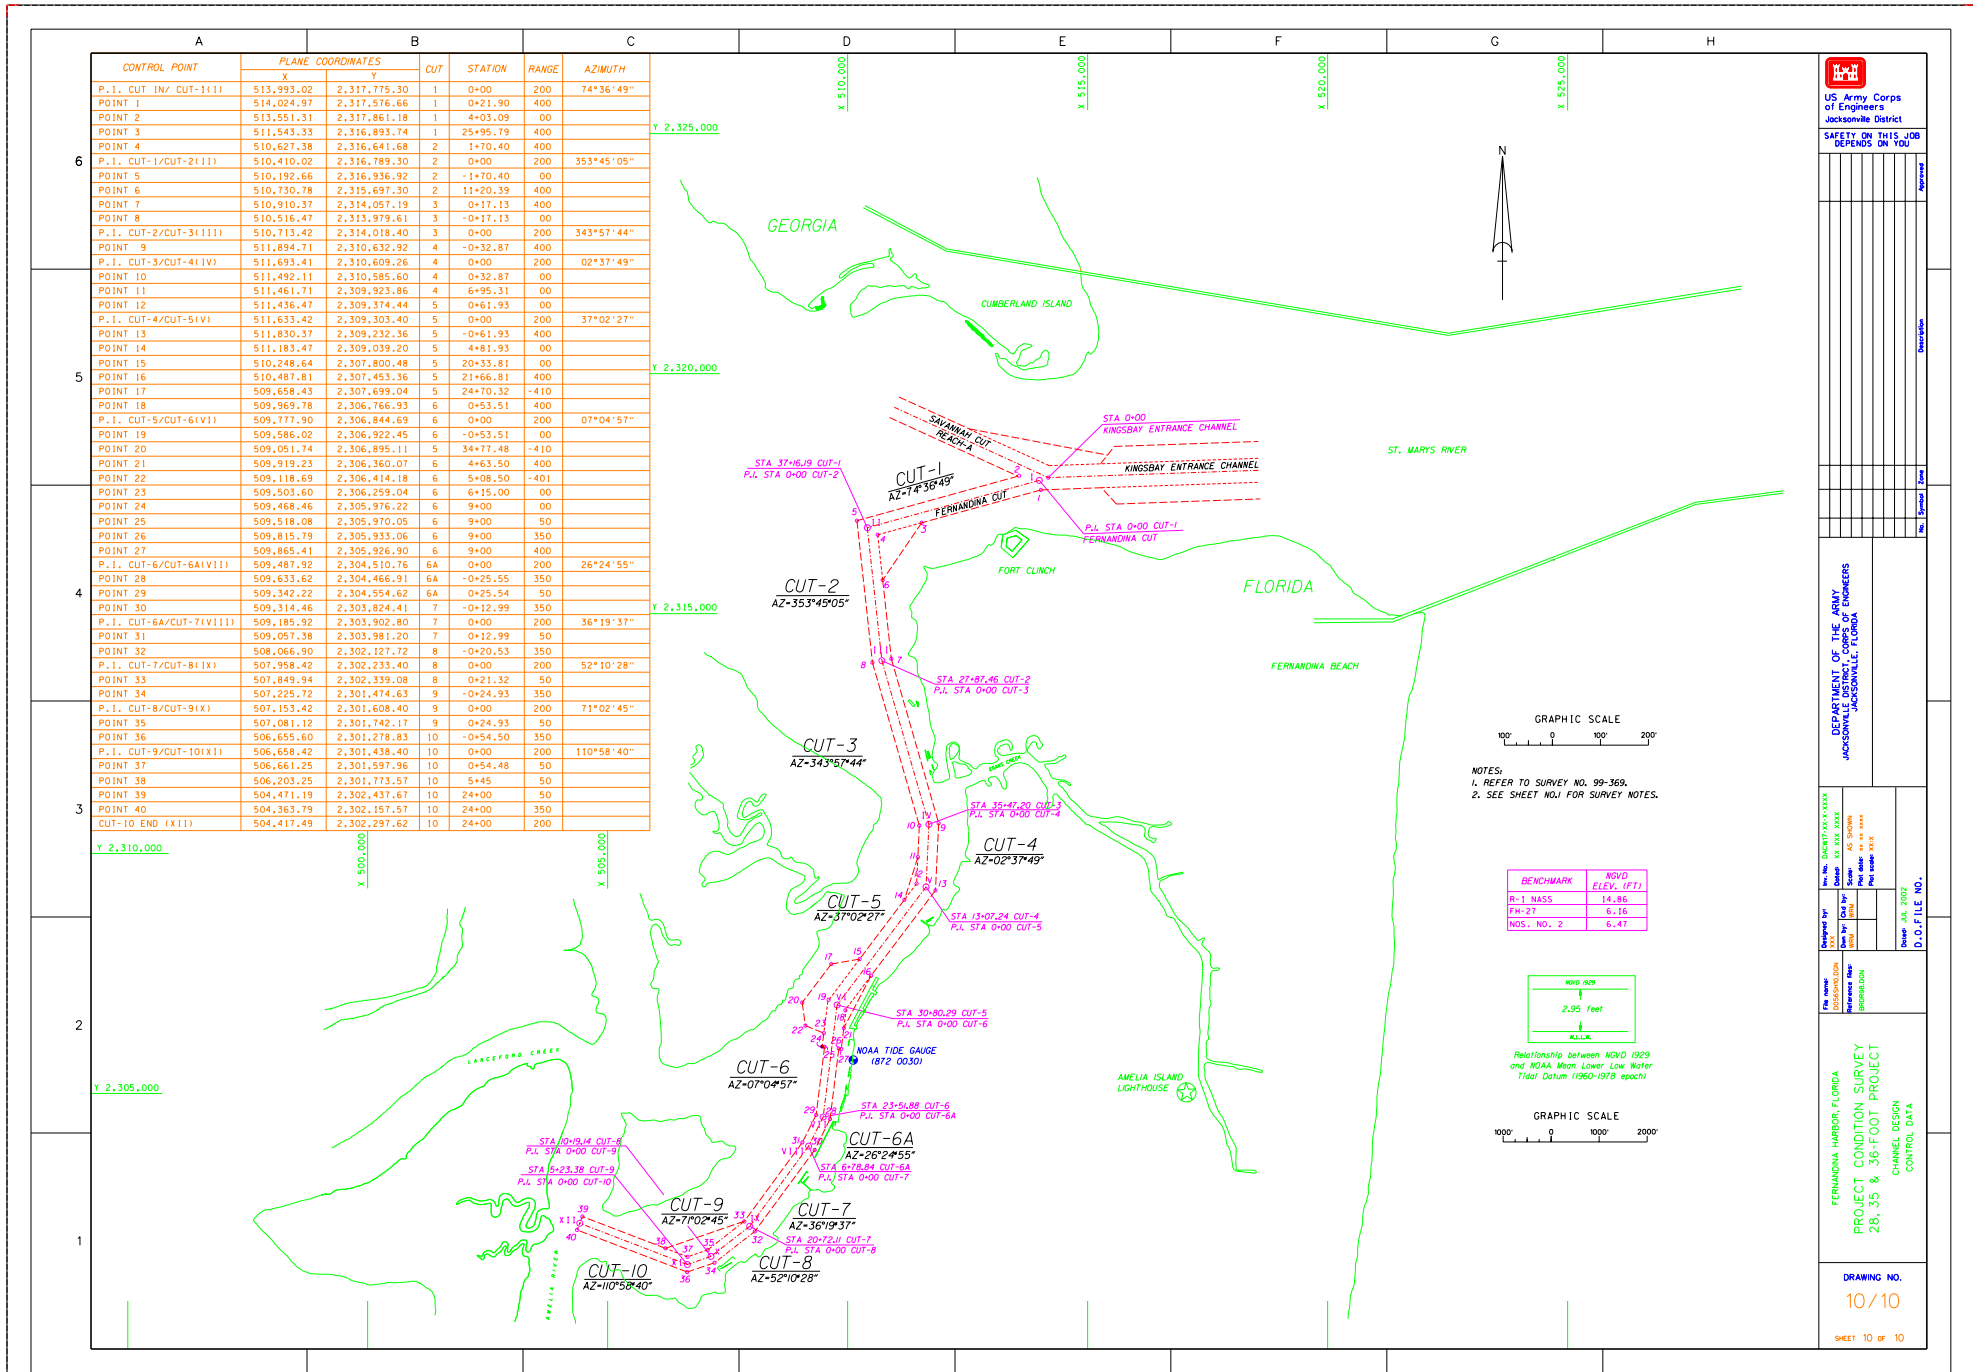 A B C D E F G H
6
5
4
3
2
1
CONTROL POINT PLANE COORDINATES CUT STATION RANGE AZIMUTH
X Y
P.I. CUT IN/ CUT-1(I) 513,993.02 2,317,775.30 1 0+00 200 74°36'49"
POINT 1 514,024.97 2,317,576.66 1 0+21.90 400
POINT 2 513,551.31 2,317,861.18 1 4+03.09 00
POINT 3 511,543.33 2,316,893.74 1 25+95.79 400
POINT 4 510,627.38 2,316,641.68 2 1+70.40 400
P.I. CUT-1/CUT-2(II) 510,410.02 2,316,789.30 2 0+00 200 353°45'05"
POINT 5 510,192.66 2,316,936.92 2 -1+70.40 00
POINT 6 510,730.78 2,315,697.30 2 11+20.39 400
POINT 7 510,910.37 2,314,057.19 3 0+17.13 400
POINT 8 510,516.47 2,313,979.61 3 -0+17.13 00
P.I. CUT-2/CUT-3(III) 510,713.42 2,314,018.40 3 0+00 200 343°57'44"
POINT 9 511,894.71 2,310,632.92 4 -0+32.87 400
P.I. CUT-3/CUT-4(IV) 511,693.41 2,310,609.26 4 0+00 200 02°37'49"
POINT 10 511,492.11 2,310,585.60 4 0+32.87 00
POINT 11 511,461.71 2,309,923.86 4 6+95.31 00
POINT 12 511,436.47 2,309,374.44 5 0+61.93 00
P.I. CUT-4/CUT-5(V) 511,633.42 2,309,303.40 5 0+00 200 37°02'27"
POINT 13 511,830.37 2,309,232.36 5 -0+61.93 400
POINT 14 511,183.47 2,309,039.20 5 4+81.93 00
POINT 15 510,248.64 2,307,800.48 5 20+33.81 00
POINT 16 510,487.81 2,307,453.36 5 21+66.81 400
POINT 17 509,658.43 2,307,699.04 5 24+70.32 -410
POINT 18 509,969.78 2,306,766.93 6 0+53.51 400
P.I. CUT-5/CUT-6(VI) 509,777.90 2,306,844.69 6 0+00 200 07°04'57"
POINT 19 509,586.02 2,306,922.45 6 -0+53.51 00
POINT 20 509,051.74 2,306,895.11 5 34+77.48 -410
POINT 21 509,919.23 2,306,360.07 6 4+63.50 400
POINT 22 509,118.69 2,306,414.18 6 5+08.50 -401
POINT 23 509,503.60 2,306,259.04 6 6+15.00 00
POINT 24 509,468.46 2,305,976.22 6 9+00 00
POINT 25 509,518.08 2,305,970.05 6 9+00 50
POINT 26 509,815.79 2,305,933.06 6 9+00 350
POINT 27 509,865.41 2,305,926.90 6 9+00 400
P.I. CUT-6/CUT-6A(VII) 509,487.92 2,304,510.76 6A 0+00 200 26°24'55"
POINT 28 509,633.62 2,304,466.91 6A -0+25.55 350
POINT 29 509,342.22 2,304,554.62 6A 0+25.54 50
POINT 30 509,314.46 2,303,824.41 7 -0+12.99 350
P.I. CUT-6A/CUT-7(VIII) 509,185.92 2,303,902.80 7 0+00 200 36°19'37"
POINT 31 509,057.38 2,303,981.20 7 0+12.99 50
POINT 32 508,066.90 2,302,127.72 8 -0+20.53 350
P.I. CUT-7/CUT-8(IX) 507,958.42 2,302,233.40 8 0+00 200 52°10'28"
POINT 33 507,849.94 2,302,339.08 8 0+21.32 50
POINT 34 507,225.72 2,301,474.63 9 -0+24.93 350
P.I. CUT-8/CUT-9(X) 507,153.42 2,301,608.40 9 0+00 200 71°02'45"
POINT 35 507,081.12 2,301,742.17 9 0+24.93 50
POINT 36 506,655.60 2,301,278.83 10 -0+54.50 350
P.I. CUT-9/CUT-10(XI) 506,658.42 2,301,438.40 10 0+00 200 110°58'40"
POINT 37 506,661.25 2,301,597.96 10 0+54.48 50
POINT 38 506,203.25 2,301,773.57 10 5+45 50
POINT 39 504,471.19 2,302,437.67 10 24+00 50
POINT 40 504,363.79 2,302,157.57 10 24+00 350
CUT-10 END (XII) 504,417.49 2,302,297.62 10 24+00 200
X 500,000
X 505,000
X 510,000
X 515,000
X 520,000
X 525,000
Y 2,325,000
Y 2,320,000
Y 2,315,000
Y 2,310,000
Y 2,305,000
N
GEORGIA
CUMBERLAND ISLAND
SAVANNAH CUT
REACH-A
STA 0+00
KINGSBAY ENTRANCE CHANNEL
KINGSBAY ENTRANCE CHANNEL
ST. MARYS RIVER
STA 37+16.19 CUT-1
P.I. STA 0+00 CUT-2
CUT-1
AZ=74°36'49"
FERNANDINA CUT
P.I. STA 0+00 CUT-1
FERNANDINA CUT
FORT CLINCH
FLORIDA
CUT-2
AZ=353°45'05"
FERNANDINA BEACH
STA 27+87.46 CUT-2
P.I. STA 0+00 CUT-3
CUT-3
AZ=343°57'44"
EGANS CREEK
STA 35+47.20 CUT-3
P.I. STA 0+00 CUT-4
CUT-4
AZ=02°37'49"
CUT-5
AZ=37°02'27"
STA 13+07.24 CUT-4
P.I. STA 0+00 CUT-5
STA 30+80.29 CUT-5
P.I. STA 0+00 CUT-6
NOAA TIDE GAUGE
(872 0030)
LANCEFORD CREEK
CUT-6
AZ=07°04'57"
AMELIA ISLAND
LIGHTHOUSE
STA 23+51.88 CUT-6
P.I. STA 0+00 CUT-6A
CUT-6A
AZ=26°24'55"
STA 10+19.14 CUT-8
P.I. STA 0+00 CUT-9
STA 5+23.38 CUT-9
P.I. STA 0+00 CUT-10
STA 6+78.84 CUT-6A
P.I. STA 0+00 CUT-7
CUT-9
AZ=71°02'45"
CUT-7
AZ=36°19'37"
STA 20+72.11 CUT-7
P.I. STA 0+00 CUT-8
CUT-8
AZ=52°10'28"
CUT-10
AZ=110°58'40"
AMELIA RIVER
GRAPHIC SCALE
100' 0 100' 200'
NOTES:
1. REFER TO SURVEY NO. 99-369.
2. SEE SHEET NO.1 FOR SURVEY NOTES.
BENCHMARK NGVD ELEV. (FT)
R-1 NASS 14.86
FH-27 6.16
NOS. NO. 2 6.47
NGVD 1929
2.95 feet
M.L.L.W.
Relationship between NGVD 1929
and NOAA Mean Lower Low Water
Tidal Datum (1960-1978 epoch)
GRAPHIC SCALE
1000' 0 1000' 2000'
US Army Corps
of Engineers
Jacksonville District
SAFETY ON THIS JOB
DEPENDS ON YOU
Approved
Description
Zone
Symbol
No.
DEPARTMENT OF THE ARMY
JACKSONVILLE DISTRICT, CORPS OF ENGINEERS
JACKSONVILLE, FLORIDA
Inv. No. DACW17-XX-X-XXXX
Dated: XX XXX XXXX
Scale: AS SHOWN
Plot date: XX XX XXXX
Plot scale: XX:X
Designed by: XXX
Dwn by: WRM
Ckd by: WRM
Dated: JUL 2002
D.O.FILE NO.
File name:
Reference files:
FERNANDINA HARBOR, FLORIDA
PROJECT CONDITION SURVEY
28, 35 & 36-FOOT PROJECT
CHANNEL DESIGN
CONTROL DATA
DRAWING NO.
10/10
SHEET 10 OF 10